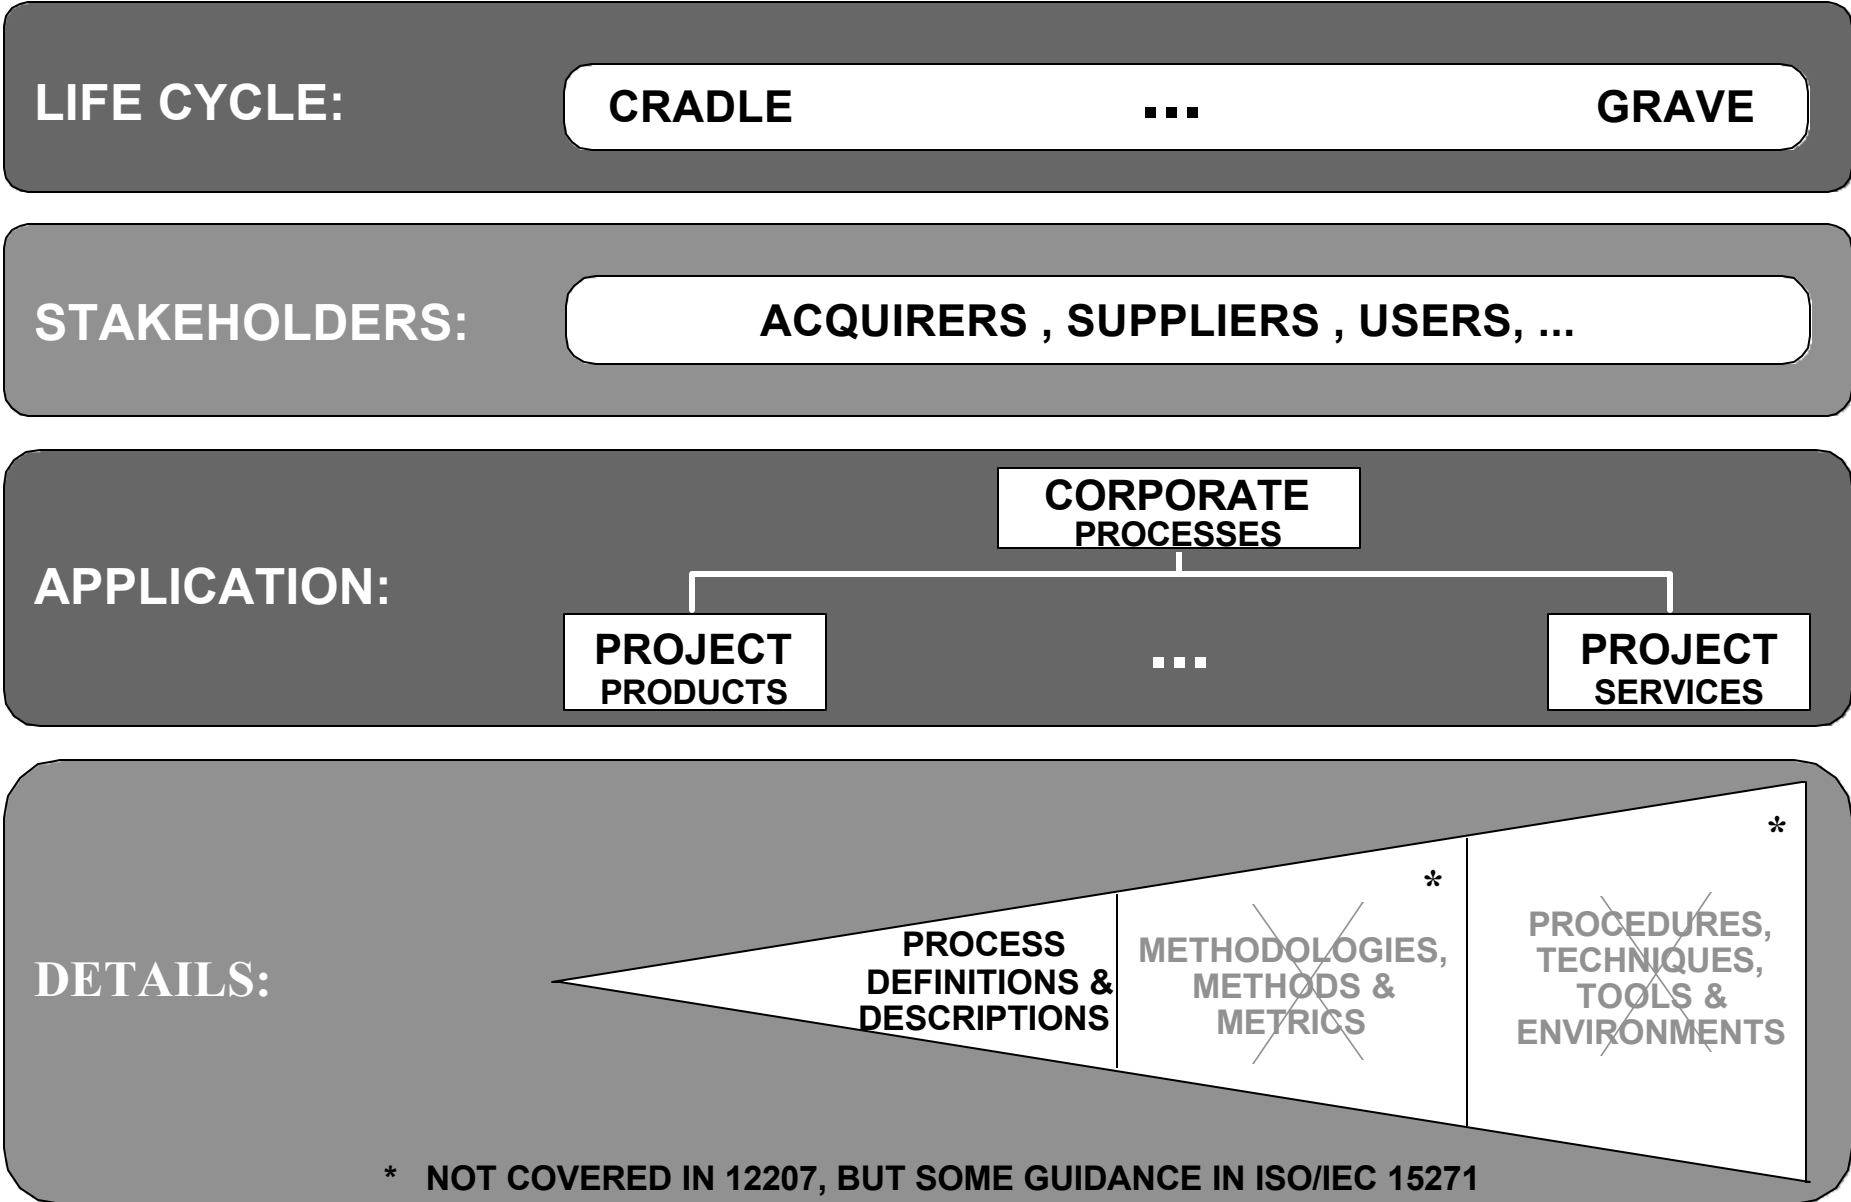 LIFE CYCLE:
CRADLE ... GRAVE
STAKEHOLDERS:
ACQUIRERS , SUPPLIERS , USERS, ...
APPLICATION:
CORPORATE
PROCESSES
PROJECT
PRODUCTS
...
PROJECT
SERVICES
DETAILS:
PROCESS
DEFINITIONS &
DESCRIPTIONS
*
METHODOLOGIES,
METHODS &
METRICS
*
PROCEDURES,
TECHNIQUES,
TOOLS &
ENVIRONMENTS
* NOT COVERED IN 12207, BUT SOME GUIDANCE IN ISO/IEC 15271